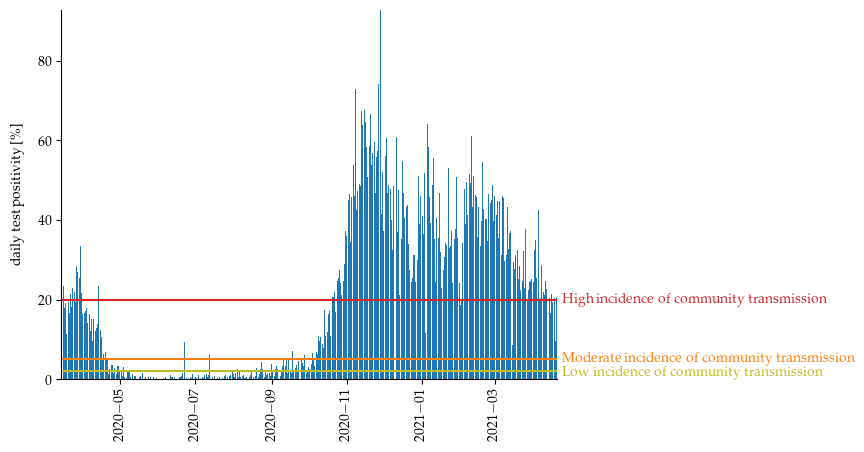 80
60
40
20
0
daily test positivity [%]
High incidence of community transmission
Moderate incidence of community transmission
Low incidence of community transmission
2020−05
2020−07
2020−09
2020−11
2021−01
2021−03